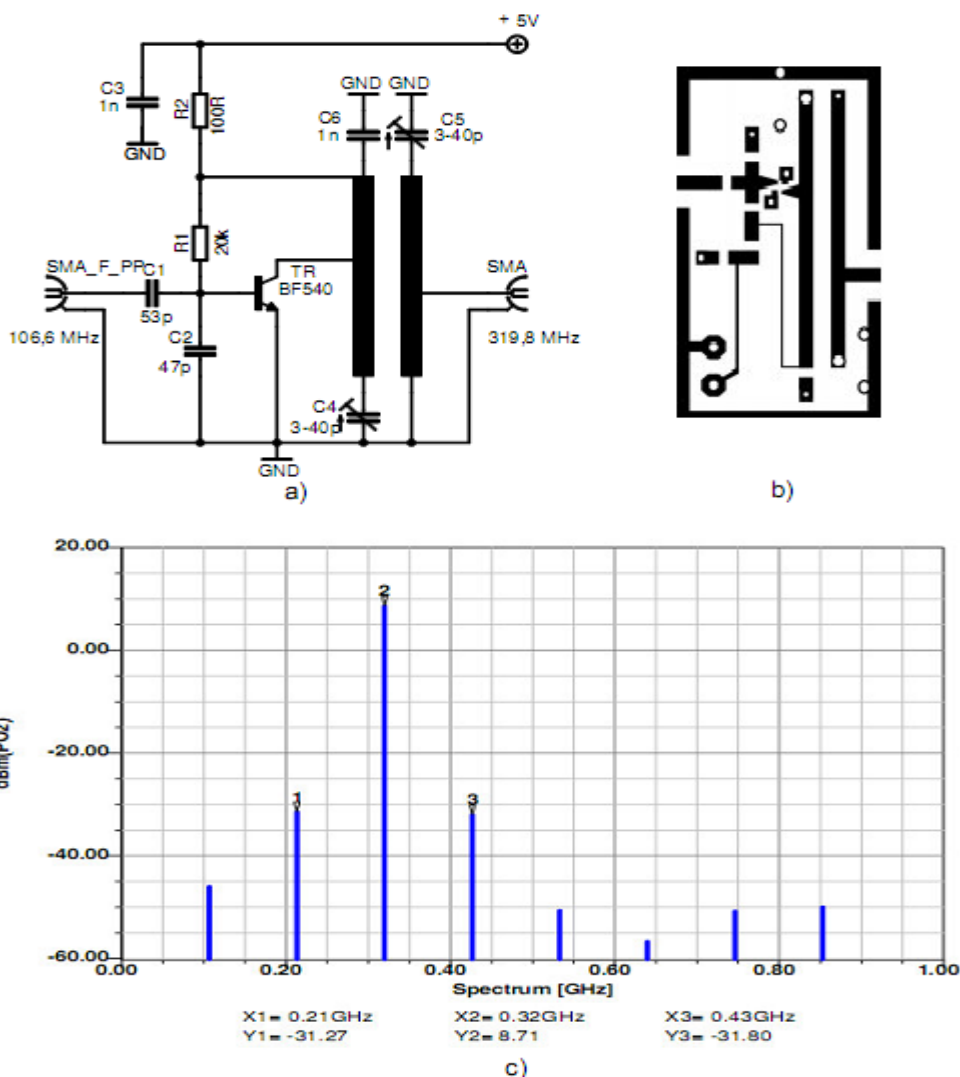 + 5V
C3
1n
GND
R2
100R
GND GND
C6
1n
C5
3-40p
R1
20k
SMA_F_PP
C1
53p
TR
BF540
SMA
106,6 MHz
319,8 MHz
C2
47p
C4
3-40p
GND
a)
b)
20.00
0.00
-20.00
-40.00
-60.00
dBm(PO2)
1
2
3
0.00 0.20 0.40 0.60 0.80 1.00
Spectrum [GHz]
X1= 0.21GHz X2= 0.32GHz X3= 0.43GHz
Y1= -31.27 Y2= 8.71 Y3= -31.80
c)